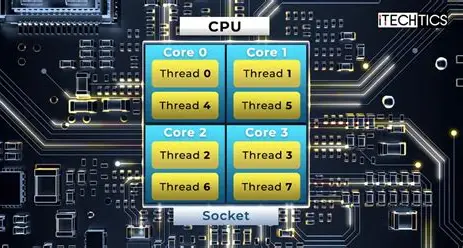 iTECHTICS
CPU
Core 0
Core 1
Thread 0
Thread 1
Thread 4
Thread 5
Core 2
Core 3
Thread 2
Thread 3
Thread 6
Thread 7
Socket